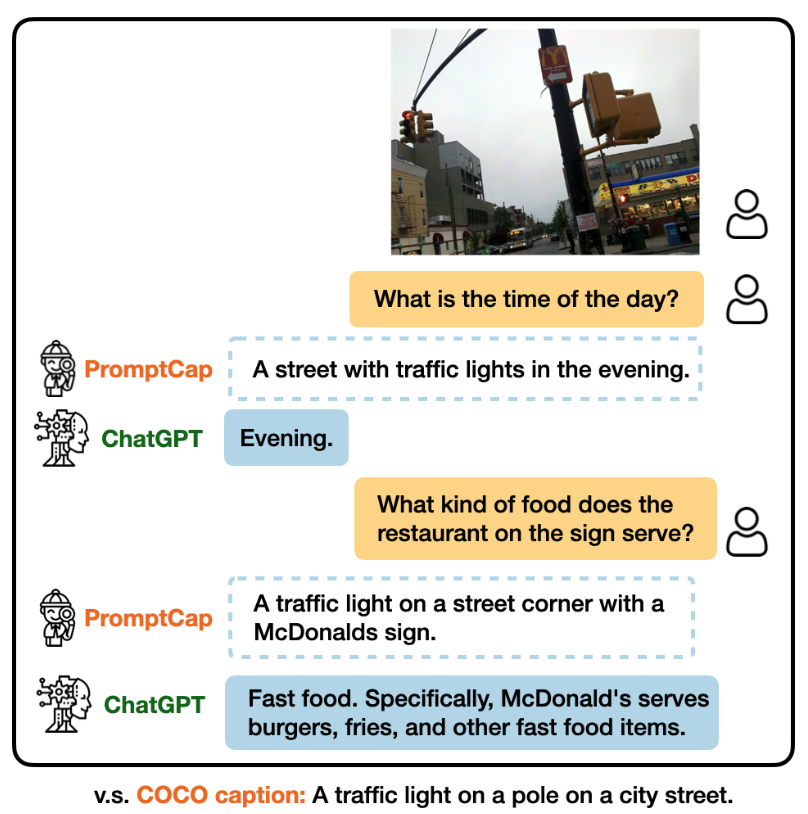 What is the time of the day?
PromptCap
A street with traffic lights in the evening.
ChatGPT
Evening.
What kind of food does the
restaurant on the sign serve?
PromptCap
A traffic light on a street corner with a
McDonalds sign.
ChatGPT
Fast food. Specifically, McDonald's serves
burgers, fries, and other fast food items.
v.s. COCO caption: A traffic light on a pole on a city street.